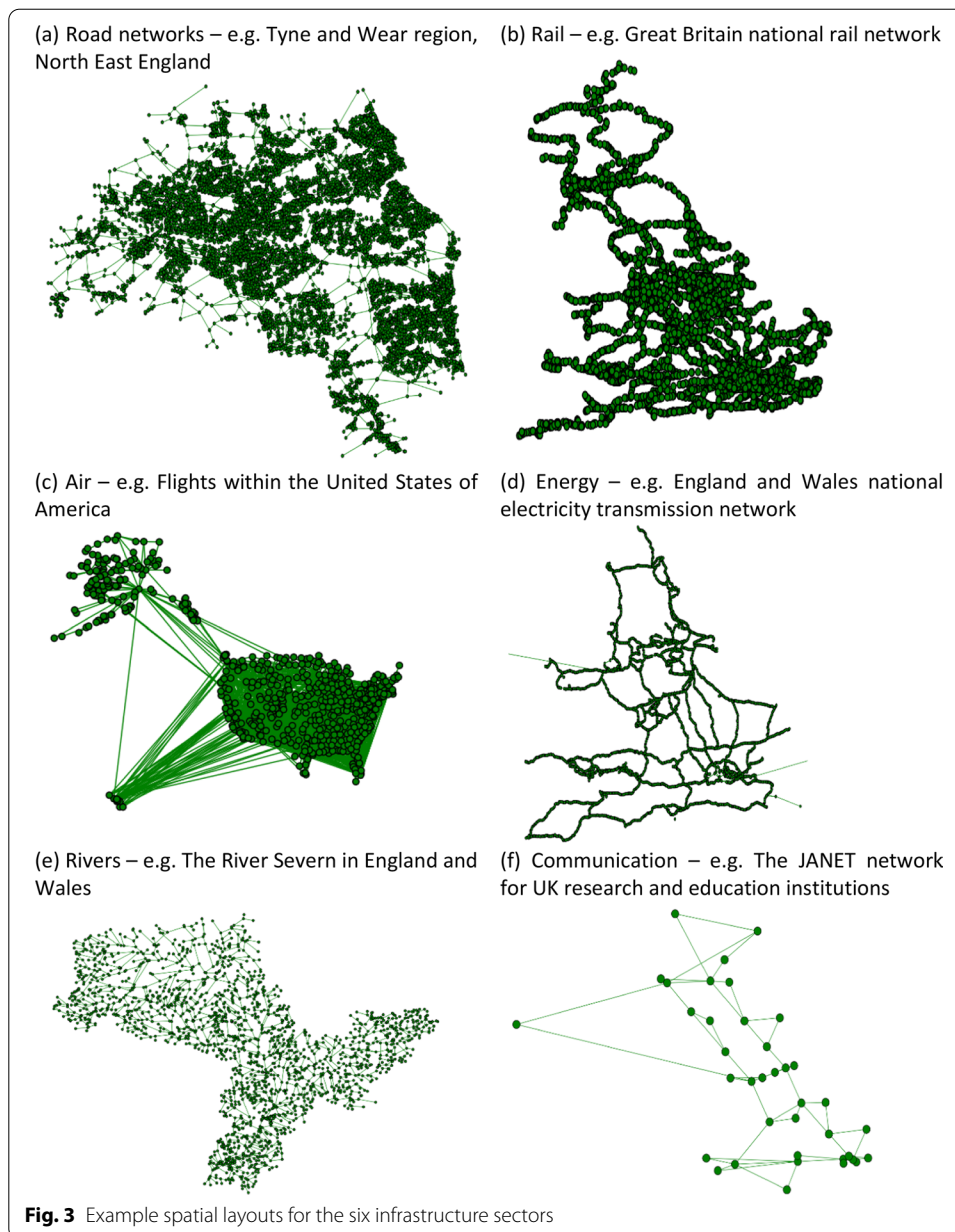 (a) Road networks – e.g. Tyne and Wear region,
North East England
(b) Rail – e.g. Great Britain national rail network
(c) Air – e.g. Flights within the United States of
America
(d) Energy – e.g. England and Wales national
electricity transmission network
(e) Rivers – e.g. The River Severn in England and
Wales
(f) Communication – e.g. The JANET network
for UK research and education institutions
Fig. 3 Example spatial layouts for the six infrastructure sectors